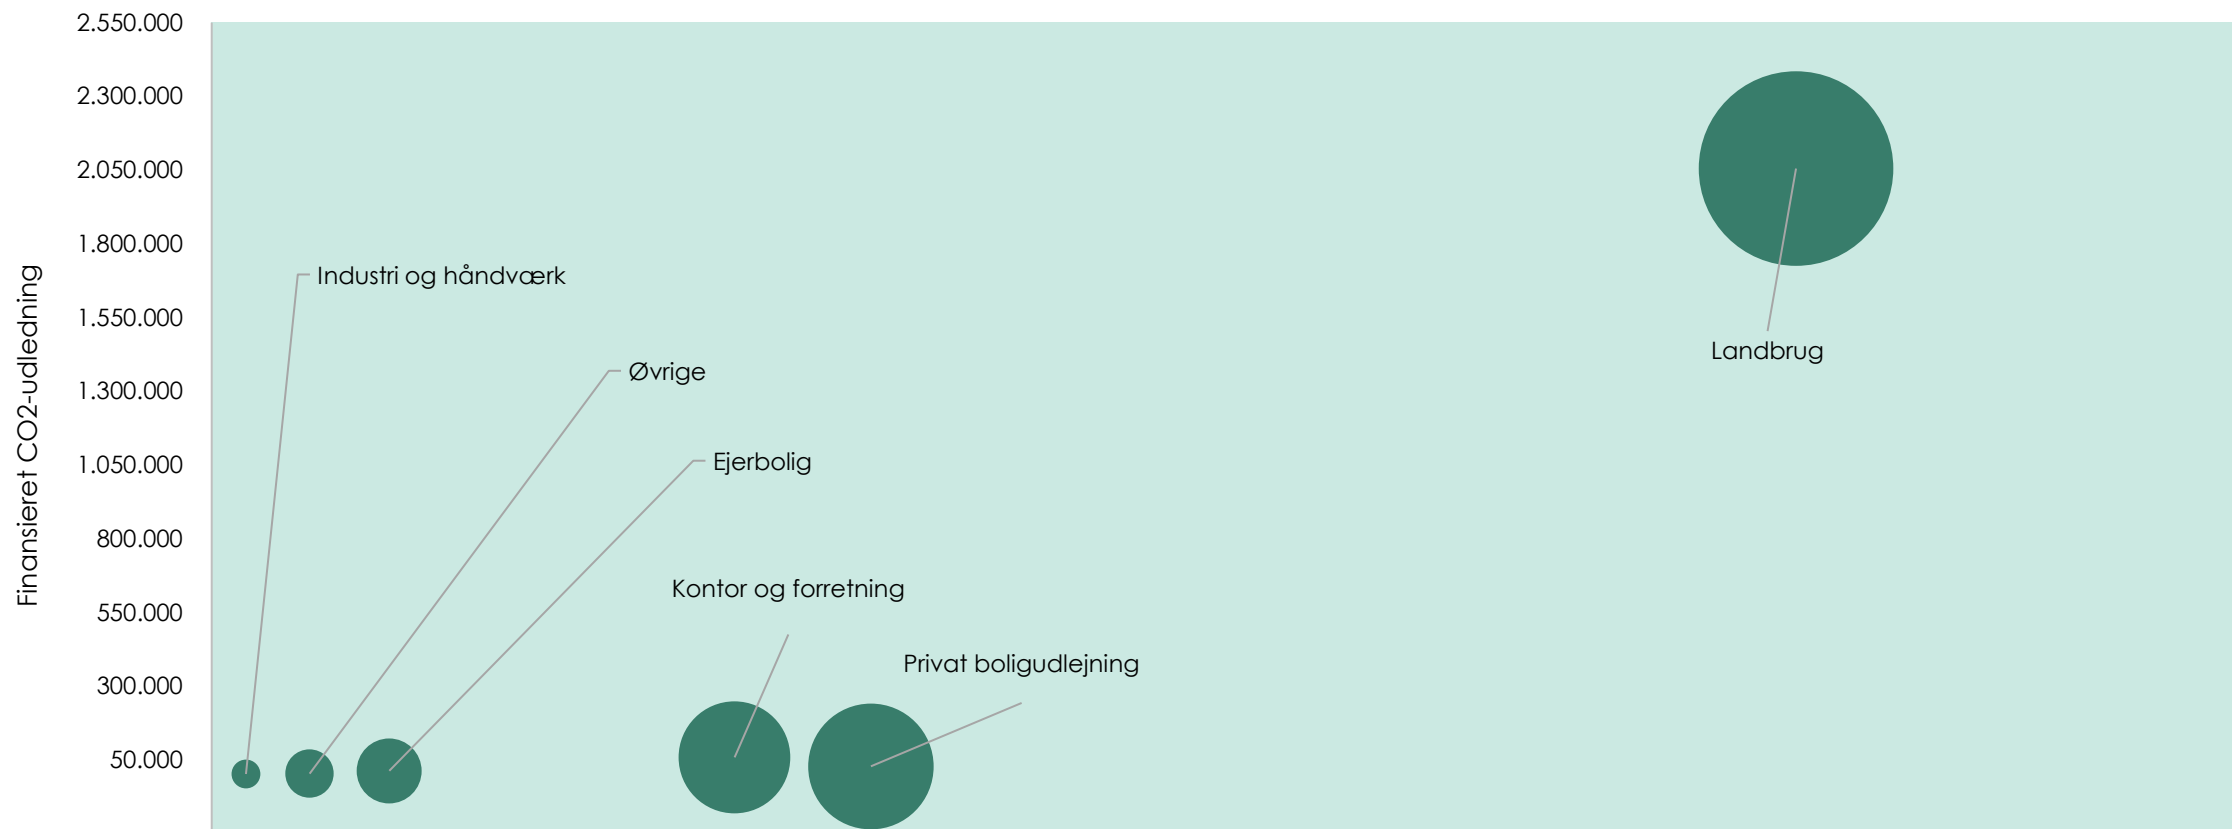 2.550.000
2.300.000
2.050.000
1.800.000
1.550.000
1.300.000
1.050.000
800.000
550.000
300.000
50.000
Finansieret CO2-udledning
Industri og håndværk
Øvrige
Ejerbolig
Kontor og forretning
Privat boligudlejning
Landbrug